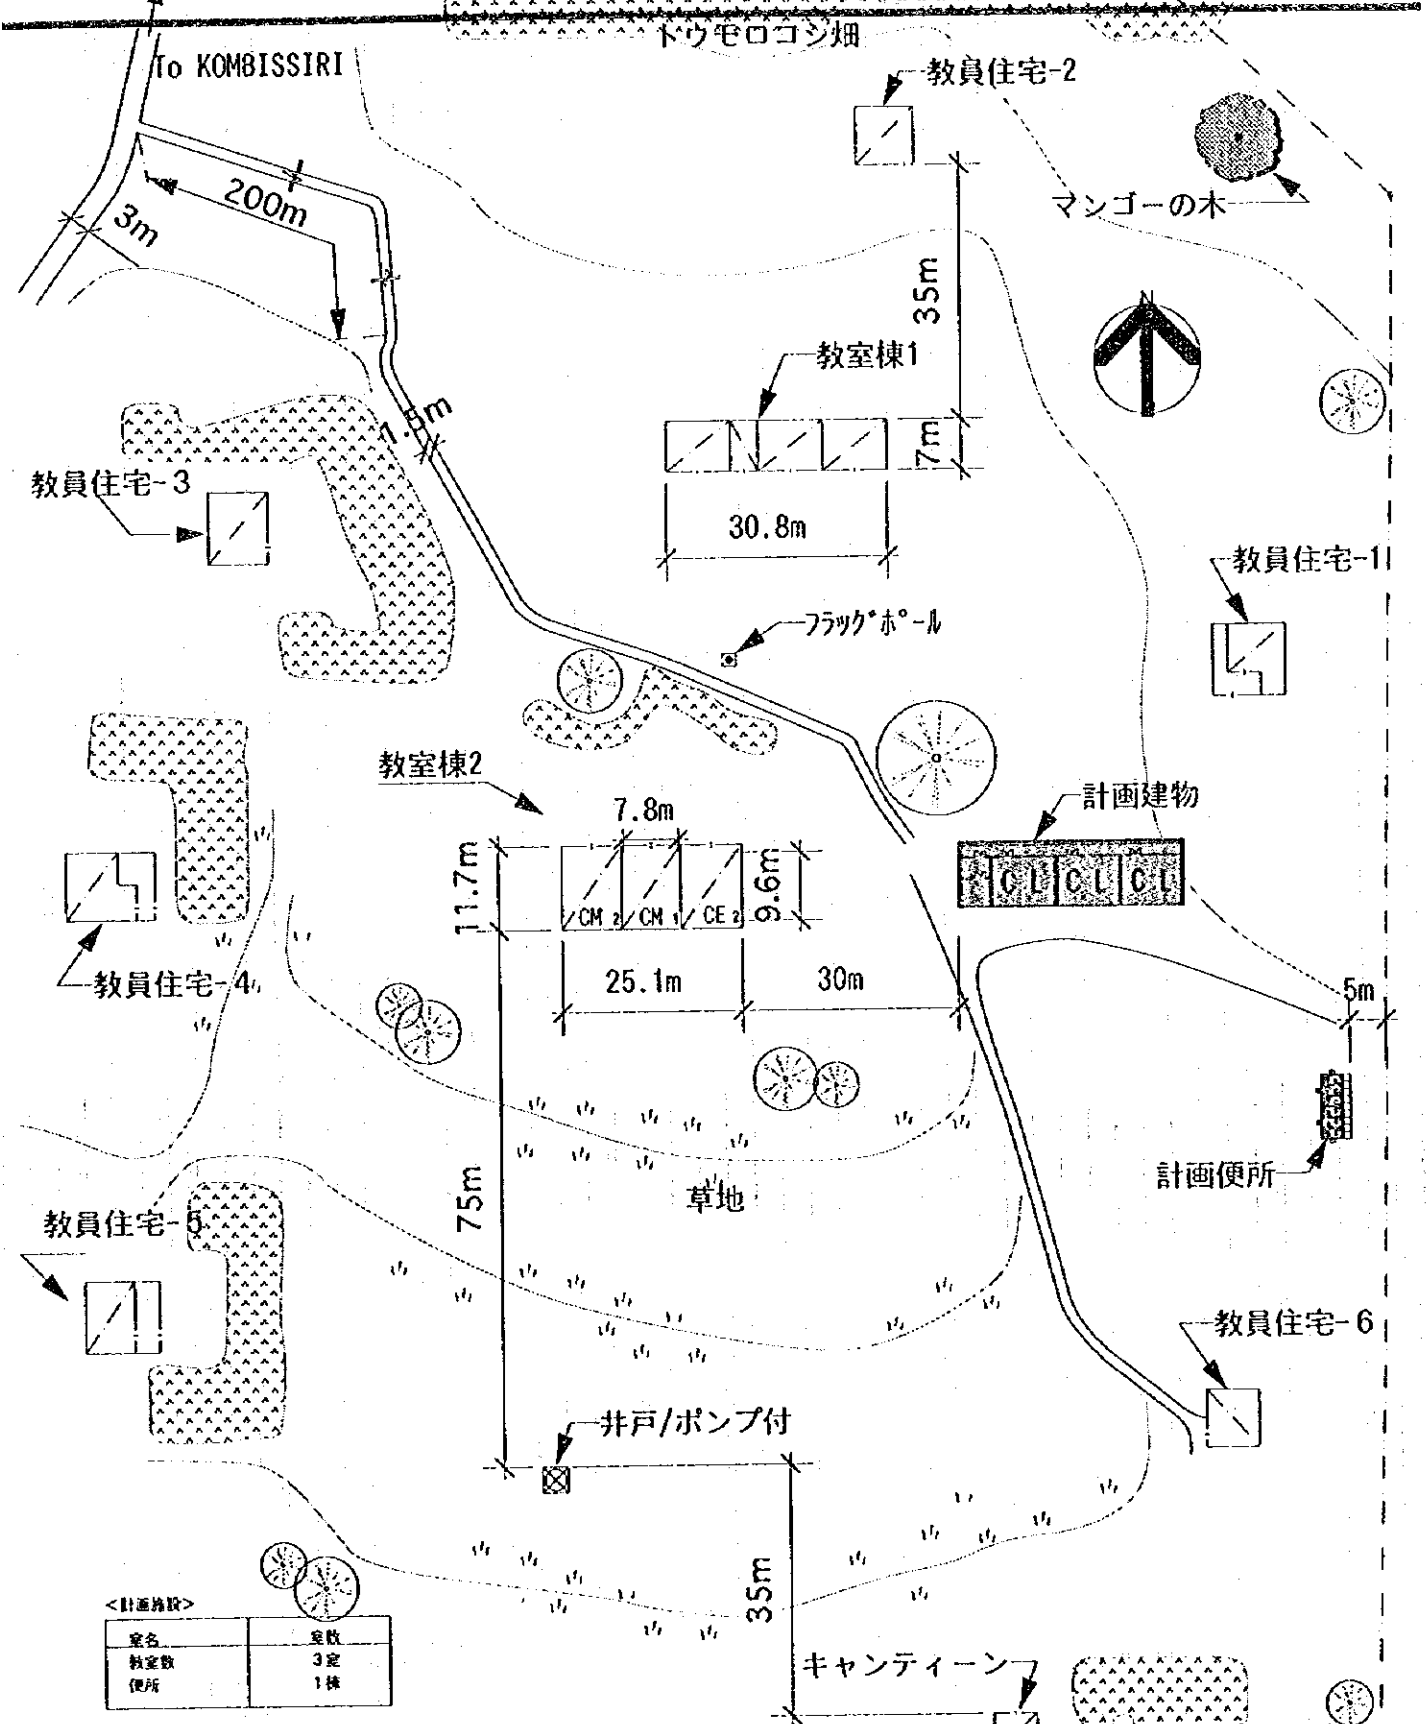 トウモロコシ畑
To KOMBISSIRI
教員住宅-2
マンゴーの木
200m
3m
35m
N
教室棟1
1.5m
7m
教員住宅-3
30.8m
教員住宅-1
フラッグポール
教室棟2
7.8m
計画建物
11.7m
9.6m
CL CL CL
CM 2
CM 1
CE 2
教員住宅-4
25.1m
30m
5m
計画便所
75m
草地
教員住宅-5
教員住宅-6
井戸/ポンプ付
35m
<計画施設>
室名 室数
教室数 3室
便所 1棟
キャンティーン